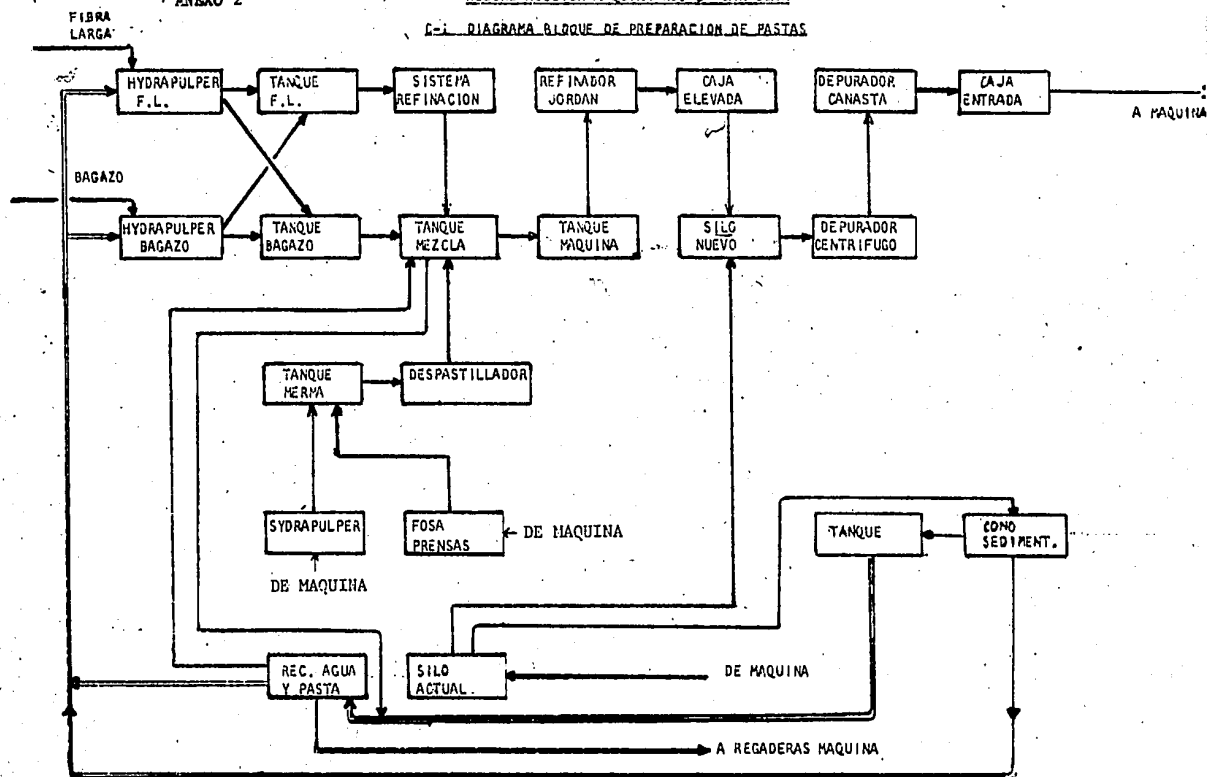 ANEXO 2
C-i DIAGRAMA BLOQUE DE PREPARACION DE PASTAS
FIBRA
LARGA
HYDRAPULPER
F.L.
TANQUE
F.L.
SISTEMA
REFINACION
REFINADOR
JORDAN
CAJA
ELEVADA
DEPURADOR
CANASTA
CAJA
ENTRADA
A MAQUINA
BAGAZO
HYDRAPULPER
BAGAZO
TANQUE
BAGAZO
TANQUE
MEZCLA
TANQUE
MAQUINA
SILO
NUEVO
DEPURADOR
CENTRIFUGO
TANQUE
MERMA
DESPASTILLADOR
SYDRAPULPER
FOSA
PRENSAS
DE MAQUINA
DE MAQUINA
TANQUE
CONO
SEDIMENT.
REC. AGUA
Y PASTA
SILO
ACTUAL.
DE MAQUINA
A REGADERAS MAQUINA